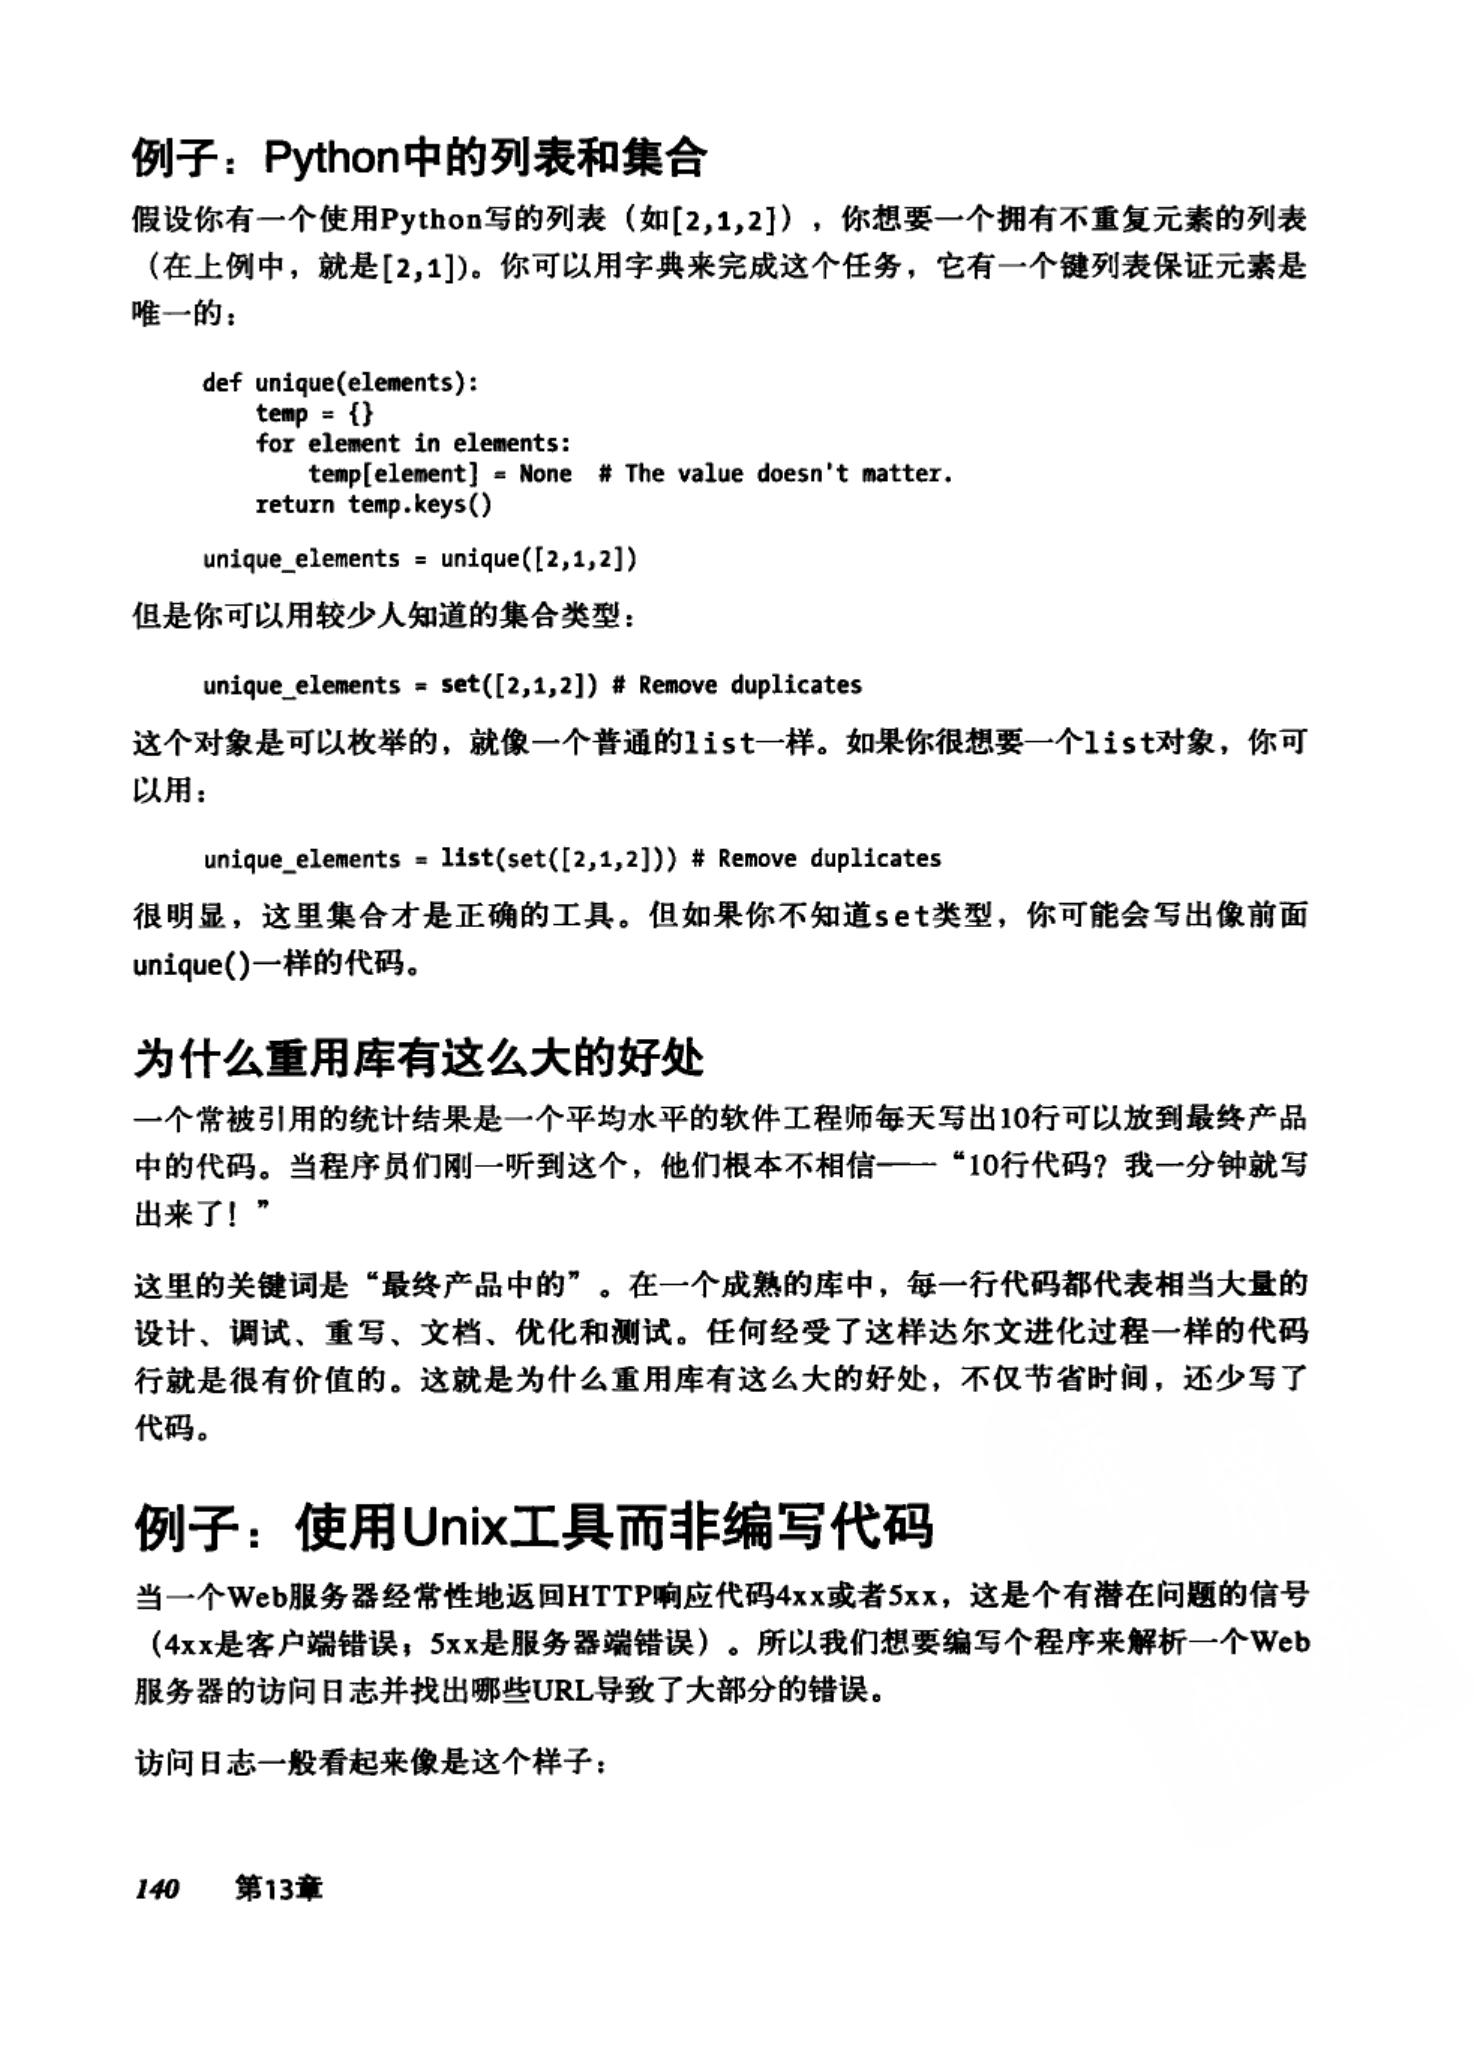 例子：Python中的列表和集合
假设你有一个使用Python写的列表（如[2,1,2]），你想要一个拥有不重复元素的列表
（在上例中，就是[2,1])。你可以用字典来完成这个任务，它有一个键列表保证元素是
唯一的：
def unique(elements):
    temp = {}
    for element in elements:
        temp[element] = None  # The value doesn't matter.
    return temp.keys()
unique_elements = unique([2,1,2])
但是你可以用较少人知道的集合类型：
unique_elements = set([2,1,2]) # Remove duplicates
这个对象是可以枚举的，就像一个普通的list一样。如果你很想要一个list对象，你可
以用：
unique_elements = list(set([2,1,2])) # Remove duplicates
很明显，这里集合才是正确的工具。但如果你不知道set类型，你可能会写出像前面
unique()一样的代码。
为什么重用库有这么大的好处
一个常被引用的统计结果是一个平均水平的软件工程师每天写出10行可以放到最终产品
中的代码。当程序员们刚一听到这个，他们根本不相信——“10行代码？我一分钟就写
出来了！”
这里的关键词是“最终产品中的”。在一个成熟的库中，每一行代码都代表相当大量的
设计、调试、重写、文档、优化和测试。任何经受了这样达尔文进化过程一样的代码
行就是很有价值的。这就是为什么重用库有这么大的好处，不仅节省时间，还少写了
代码。
例子：使用Unix工具而非编写代码
当一个Web服务器经常性地返回HTTP响应代码4xx或者5xx，这是个有潜在问题的信号
（4xx是客户端错误；5xx是服务器端错误）。所以我们想要编写个程序来解析一个Web
服务器的访问日志并找出哪些URL导致了大部分的错误。
访问日志一般看起来像是这个样子：
140 第13章